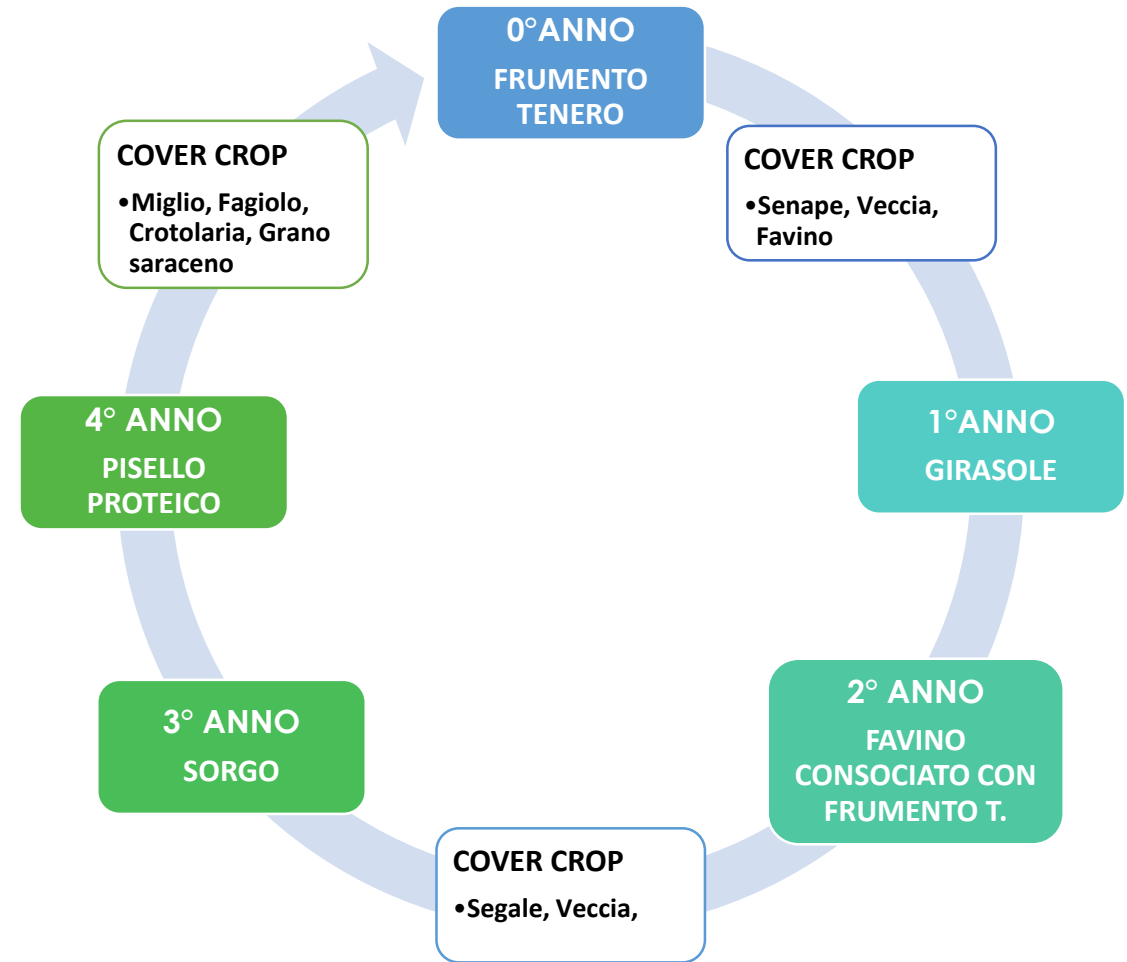 0°ANNO
FRUMENTO
TENERO
COVER CROP
•Senape, Veccia,
Favino
1°ANNO
GIRASOLE
2° ANNO
FAVINO
CONSOCIATO CON
FRUMENTO T.
COVER CROP
•Segale, Veccia,
3° ANNO
SORGO
4° ANNO
PISELLO
PROTEICO
COVER CROP
•Miglio, Fagiolo,
Crotolaria, Grano
saraceno